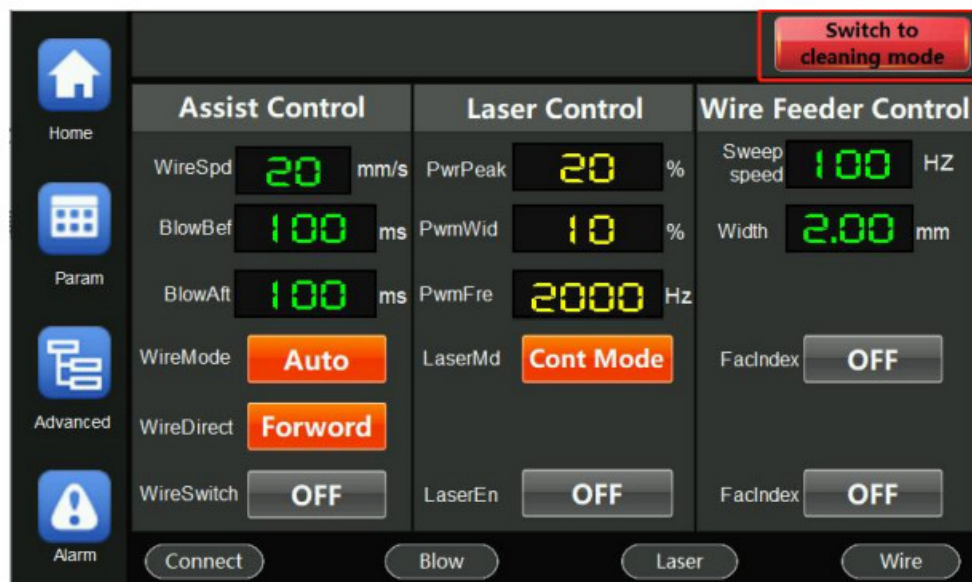 Switch to
cleaning mode
Home
Param
Advanced
Alarm
Assist Control
WireSpd 20 mm/s
BlowBef 100 ms
BlowAft 100 ms
WireMode Auto
WireDirect Forword
WireSwitch OFF
Laser Control
PwrPeak 20 %
PwmWid 10 %
PwmFre 2000 Hz
LaserMd Cont Mode
LaserEn OFF
Wire Feeder Control
Sweep
speed 100 HZ
Width 2.00 mm
FacIndex OFF
FacIndex OFF
Connect Blow Laser Wire